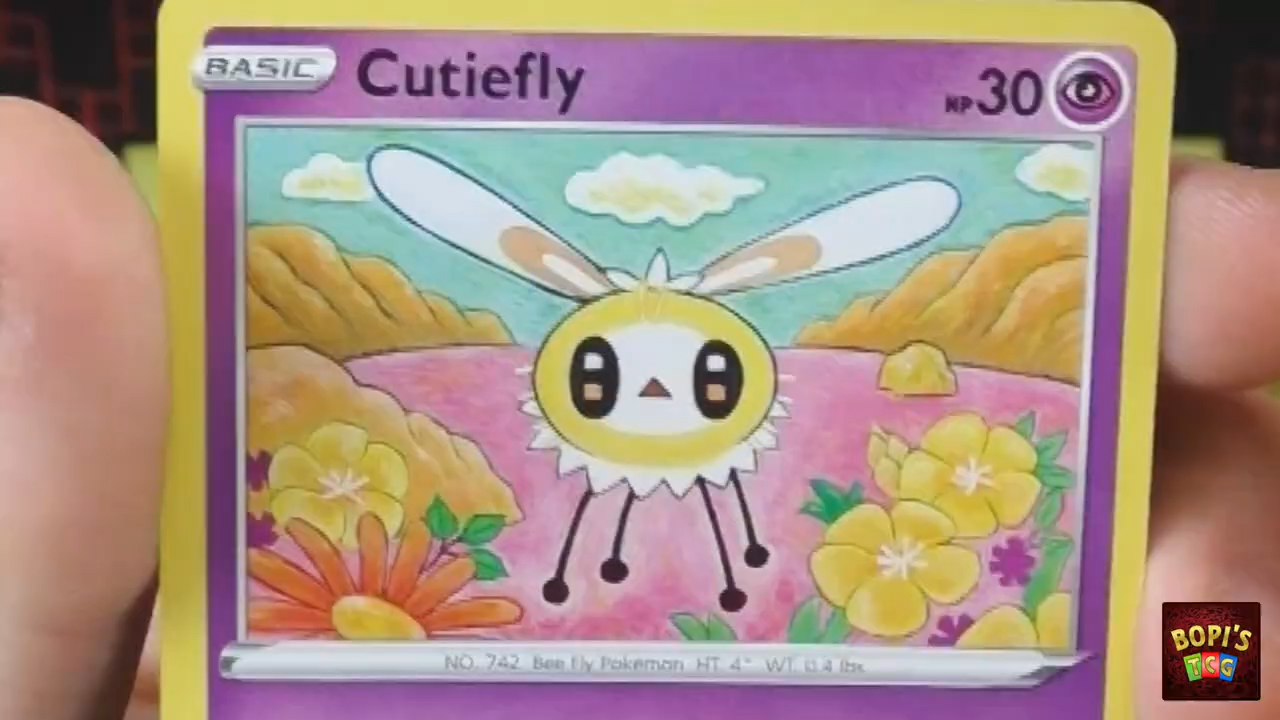 BASIC Cutiefly HP30
NO. 742 Bee Fly Pokémon HT 4" WT 0.4 lbs.
BOPI'S
TCG